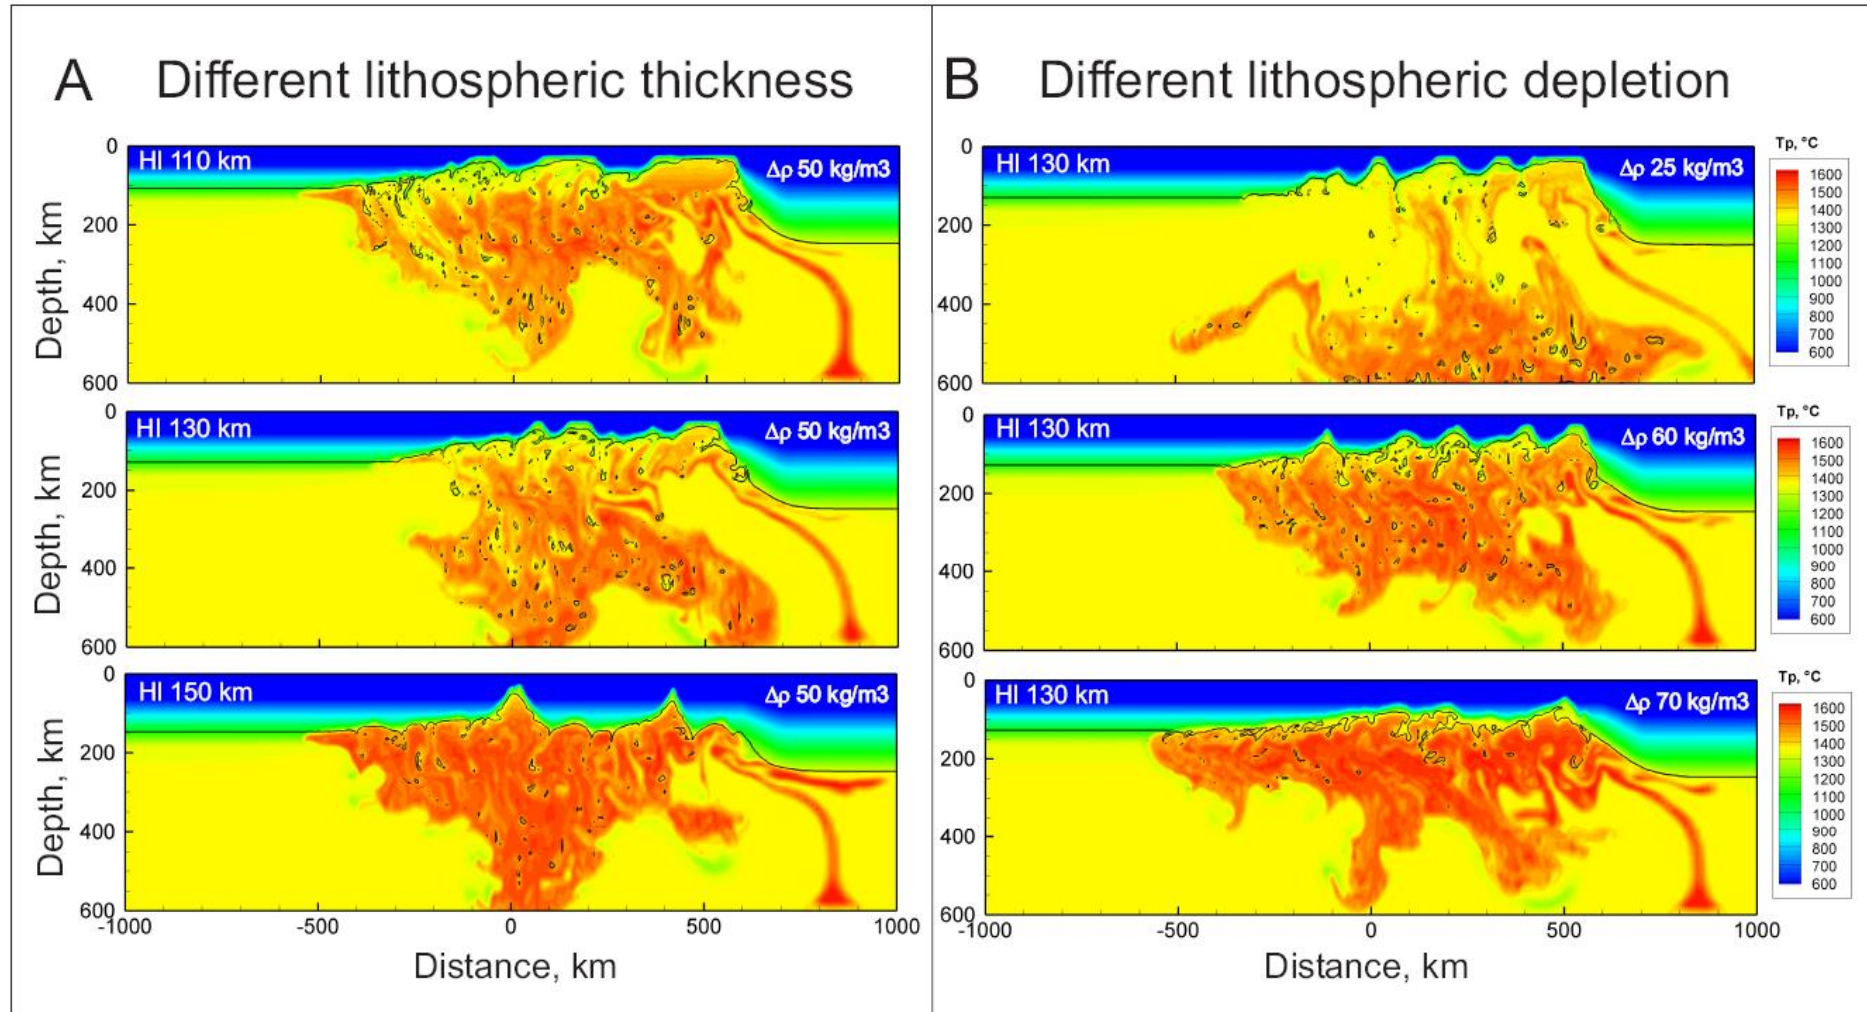 A Different lithospheric thickness
Depth, km
0
200
400
600
Hl 110 km
Δρ 50 kg/m3
Depth, km
0
200
400
600
Hl 130 km
Δρ 50 kg/m3
Depth, km
0
200
400
600
Hl 150 km
Δρ 50 kg/m3
-1000 -500 0 500 1000
Distance, km
B Different lithospheric depletion
0
200
400
600
Hl 130 km
Δρ 25 kg/m3
Tp, °C
1600
1500
1400
1300
1200
1100
1000
900
800
700
600
0
200
400
600
Hl 130 km
Δρ 60 kg/m3
Tp, °C
1600
1500
1400
1300
1200
1100
1000
900
800
700
600
0
200
400
600
Hl 130 km
Δρ 70 kg/m3
Tp, °C
1600
1500
1400
1300
1200
1100
1000
900
800
700
600
-1000 -500 0 500 1000
Distance, km